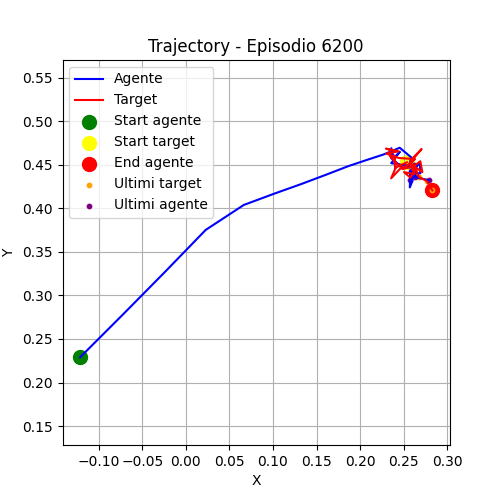 Trajectory - Episodio 6200
Agente
Target
Start agente
Start target
End agente
Ultimi target
Ultimi agente
0.55
0.50
0.45
0.40
0.35
0.30
0.25
0.20
0.15
Y
−0.10
−0.05
0.00
0.05
0.10
0.15
0.20
0.25
0.30
X